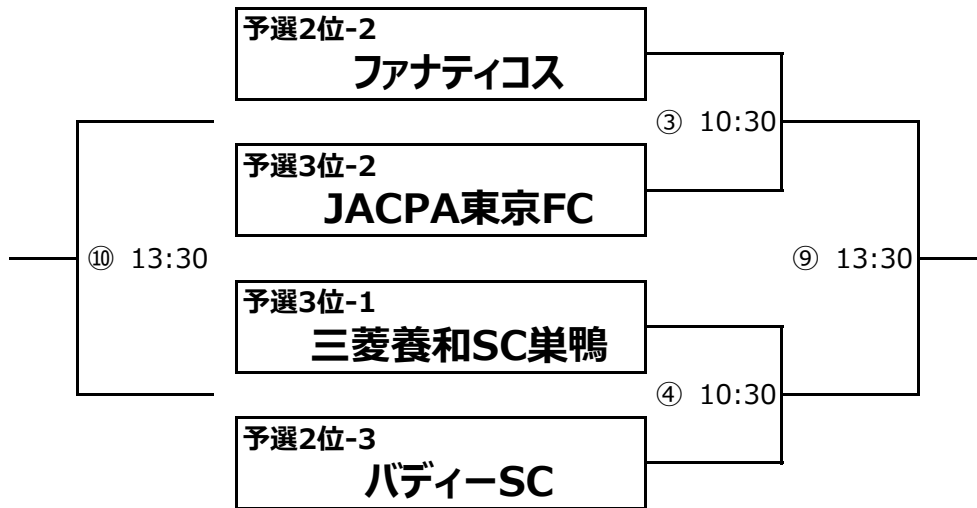 予選2位-2
ファナティコス
③ 10:30
予選3位-2
JACPA東京FC
⑩ 13:30
⑨ 13:30
予選3位-1
三菱養和SC巣鴨
④ 10:30
予選2位-3
バディーSC